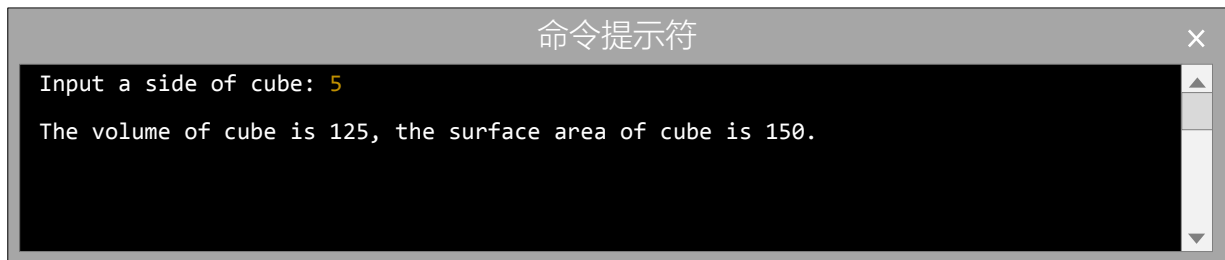 命令提示符
Input a side of cube: 5
The volume of cube is 125, the surface area of cube is 150.